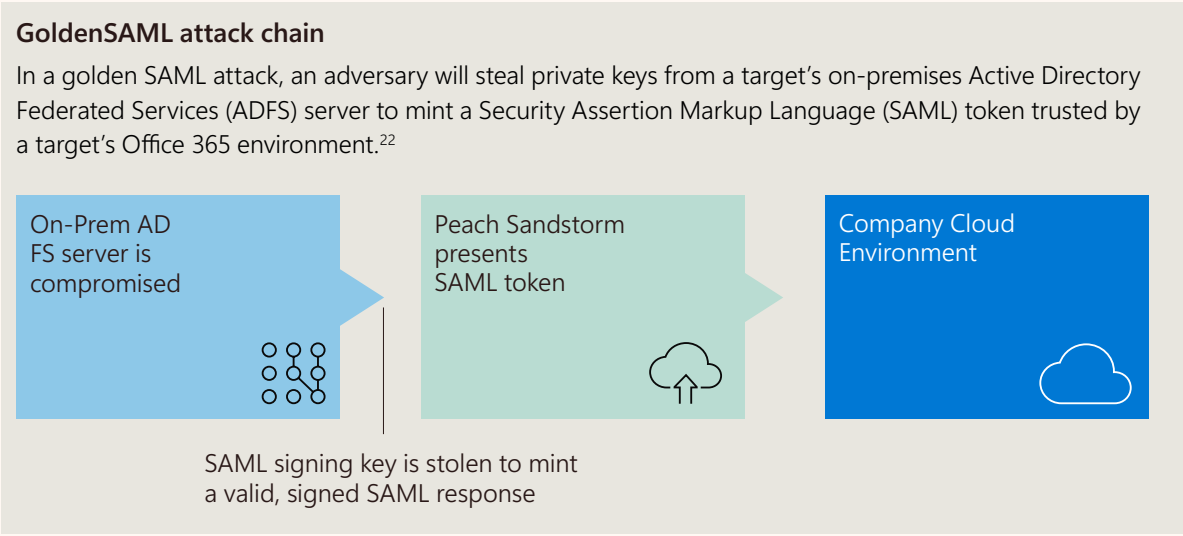 GoldenSAML attack chain
In a golden SAML attack, an adversary will steal private keys from a target's on-premises Active Directory
Federated Services (ADFS) server to mint a Security Assertion Markup Language (SAML) token trusted by
a target's Office 365 environment.²²
On-Prem AD
FS server is
compromised
Peach Sandstorm
presents
SAML token
Company Cloud
Environment
SAML signing key is stolen to mint
a valid, signed SAML response